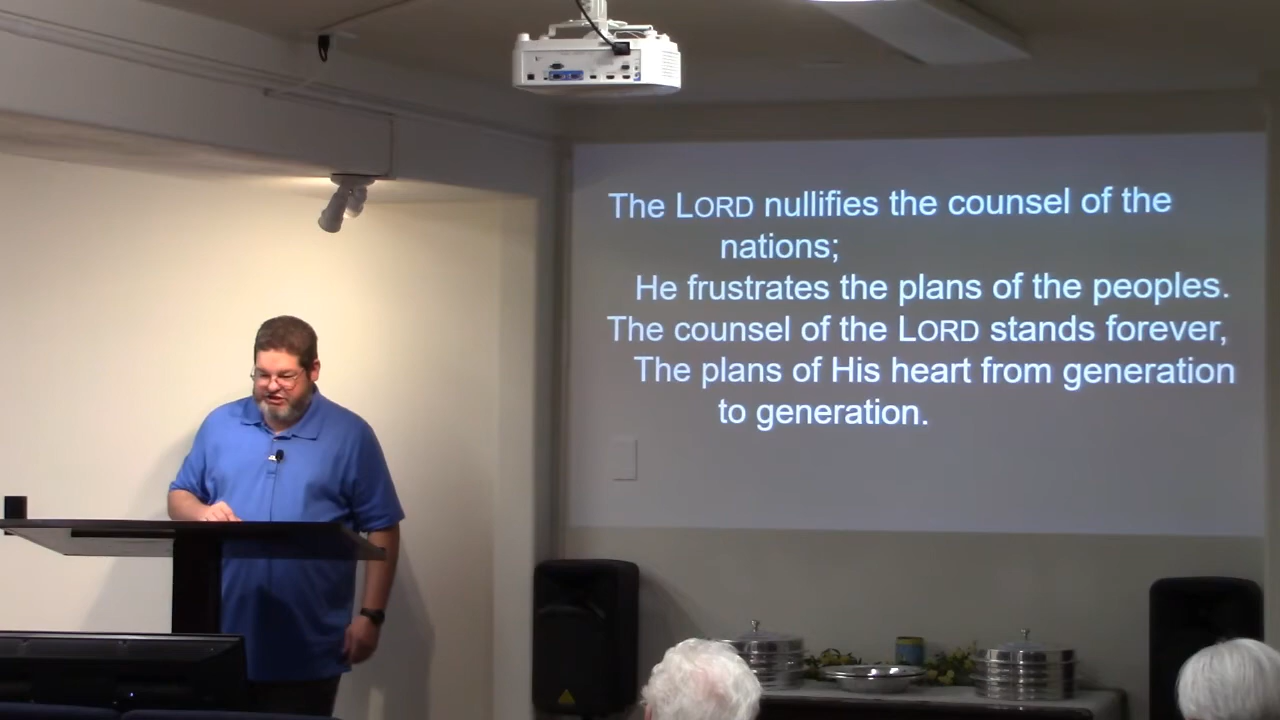 The LORD nullifies the counsel of the
nations;
He frustrates the plans of the peoples.
The counsel of the LORD stands forever,
The plans of His heart from generation
to generation.